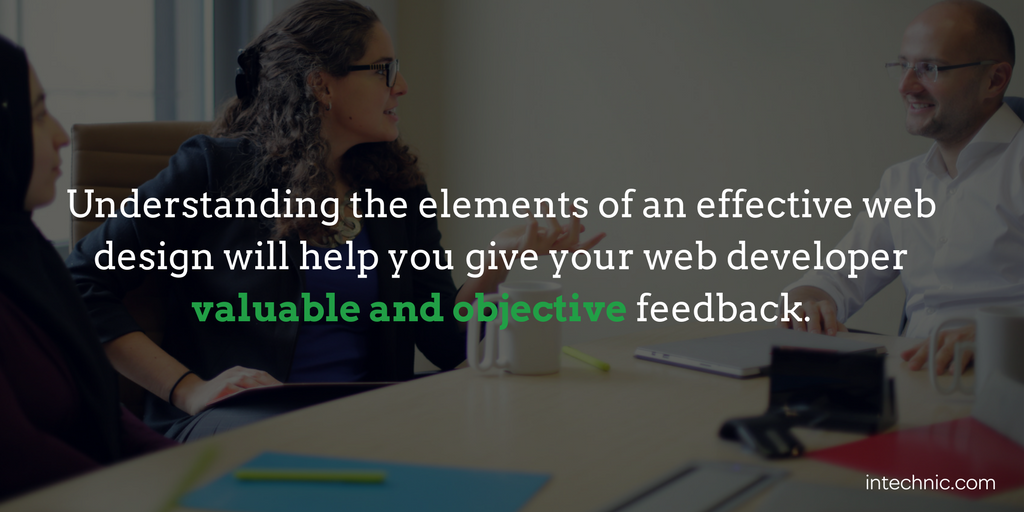 Understanding the elements of an effective web
design will help you give your web developer
valuable and objective feedback.
intechnic.com